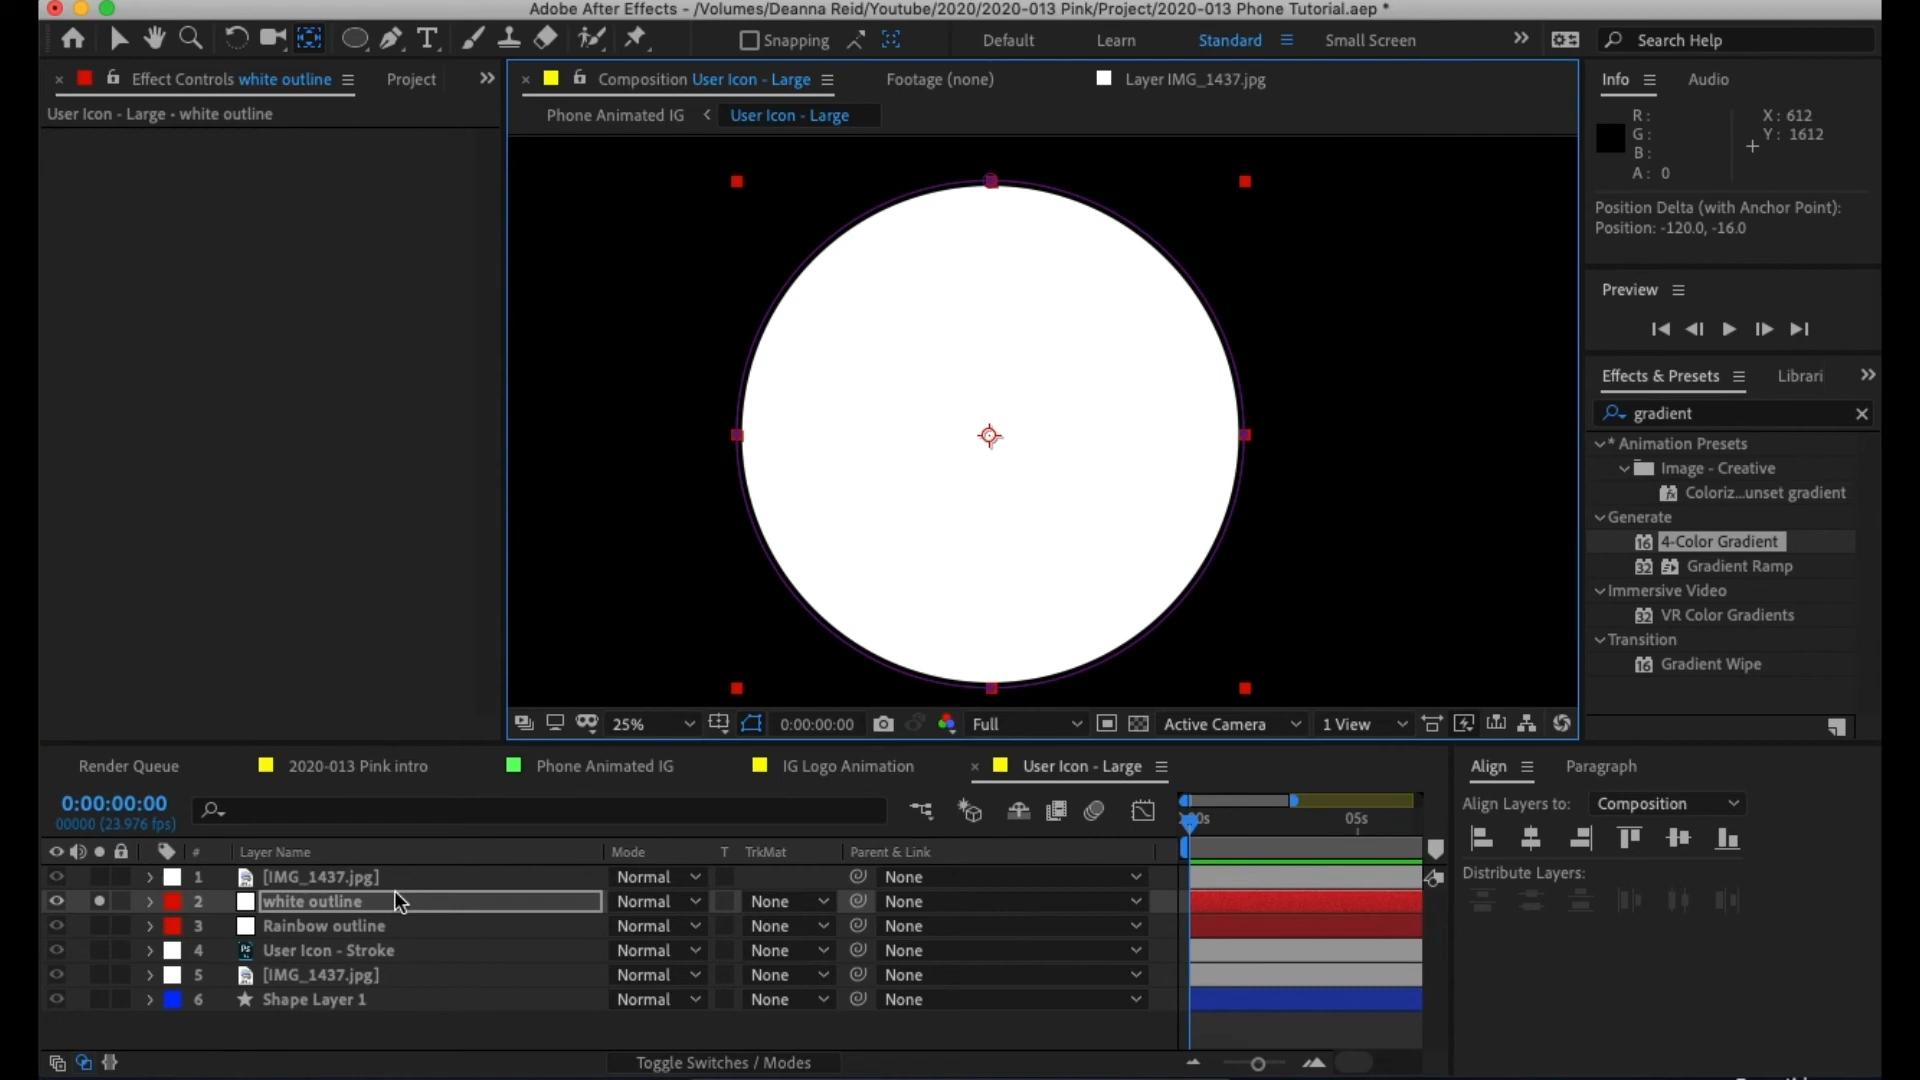 Adobe After Effects - /Volumes/Deanna Reid/Youtube/2020/2020-013 Pink/Project/2020-013 Phone Tutorial.aep *
Snapping
Default
Learn
Standard
Small Screen
Search Help
Effect Controls white outline
Project
Composition User Icon - Large
Footage (none)
Layer IMG_1437.jpg
Info
Audio
User Icon - Large • white outline
Phone Animated IG
User Icon - Large
R :
G :
B :
A : 0
X : 612
Y : 1612
Position Delta (with Anchor Point):
Position: -120.0, -16.0
Preview
Effects & Presets
Librari
gradient
* Animation Presets
Image - Creative
Coloriz...unset gradient
Generate
4-Color Gradient
Gradient Ramp
Immersive Video
VR Color Gradients
Transition
Gradient Wipe
25%
0:00:00:00
Full
Active Camera
1 View
Render Queue
2020-013 Pink intro
Phone Animated IG
IG Logo Animation
User Icon - Large
Align
Paragraph
0:00:00:00
00000 (23.976 fps)
05s
Align Layers to:
Composition
Distribute Layers:
# Layer Name Mode T TrkMat Parent & Link
1 [IMG_1437.jpg] Normal None
2 white outline Normal None None
3 Rainbow outline Normal None None
4 User Icon - Stroke Normal None None
5 [IMG_1437.jpg] Normal None None
6 Shape Layer 1 Normal None None
Toggle Switches / Modes